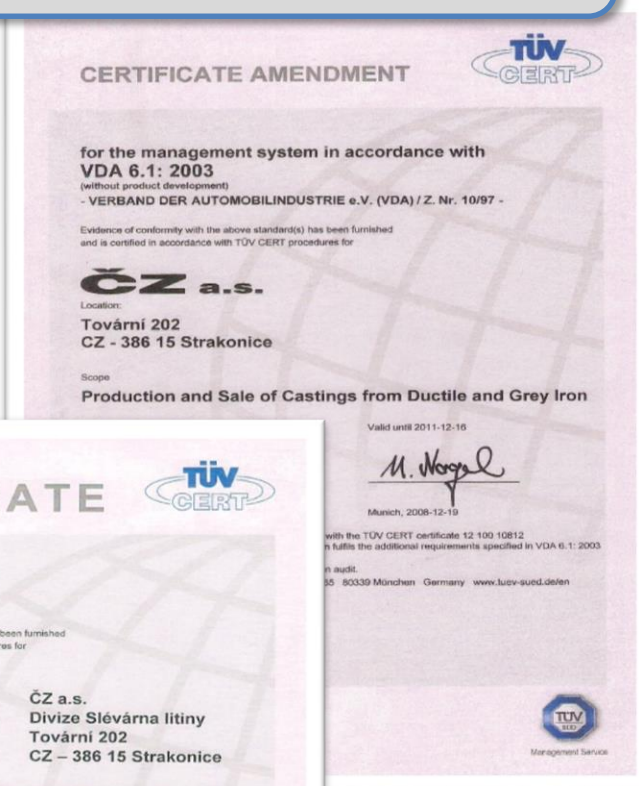 CERTIFICATE AMENDMENT
TÜV
CERT
for the management system in accordance with
VDA 6.1: 2003
(without product development)
- VERBAND DER AUTOMOBILINDUSTRIE e.V. (VDA) / Z. Nr. 10/97 -
Evidence of conformity with the above standard(s) has been furnished
and is certified in accordance with TÜV CERT procedures for
ČZ a.s.
Location:
Tovární 202
CZ - 386 15 Strakonice
Scope
Production and Sale of Castings from Ductile and Grey Iron
Valid until 2011-12-16
Munich, 2008-12-19
with the TÜV CERT certificate 12 100 10812
fulfils the additional requirements specified in VDA 6.1: 2003
audit.
80339 München Germany www.tuev-sued.de/en
TÜV
SÜD
Management Service
ATE
TÜV
CERT
been furnished
for
ČZ a.s.
Divize Slévárna litiny
Tovární 202
CZ – 386 15 Strakonice